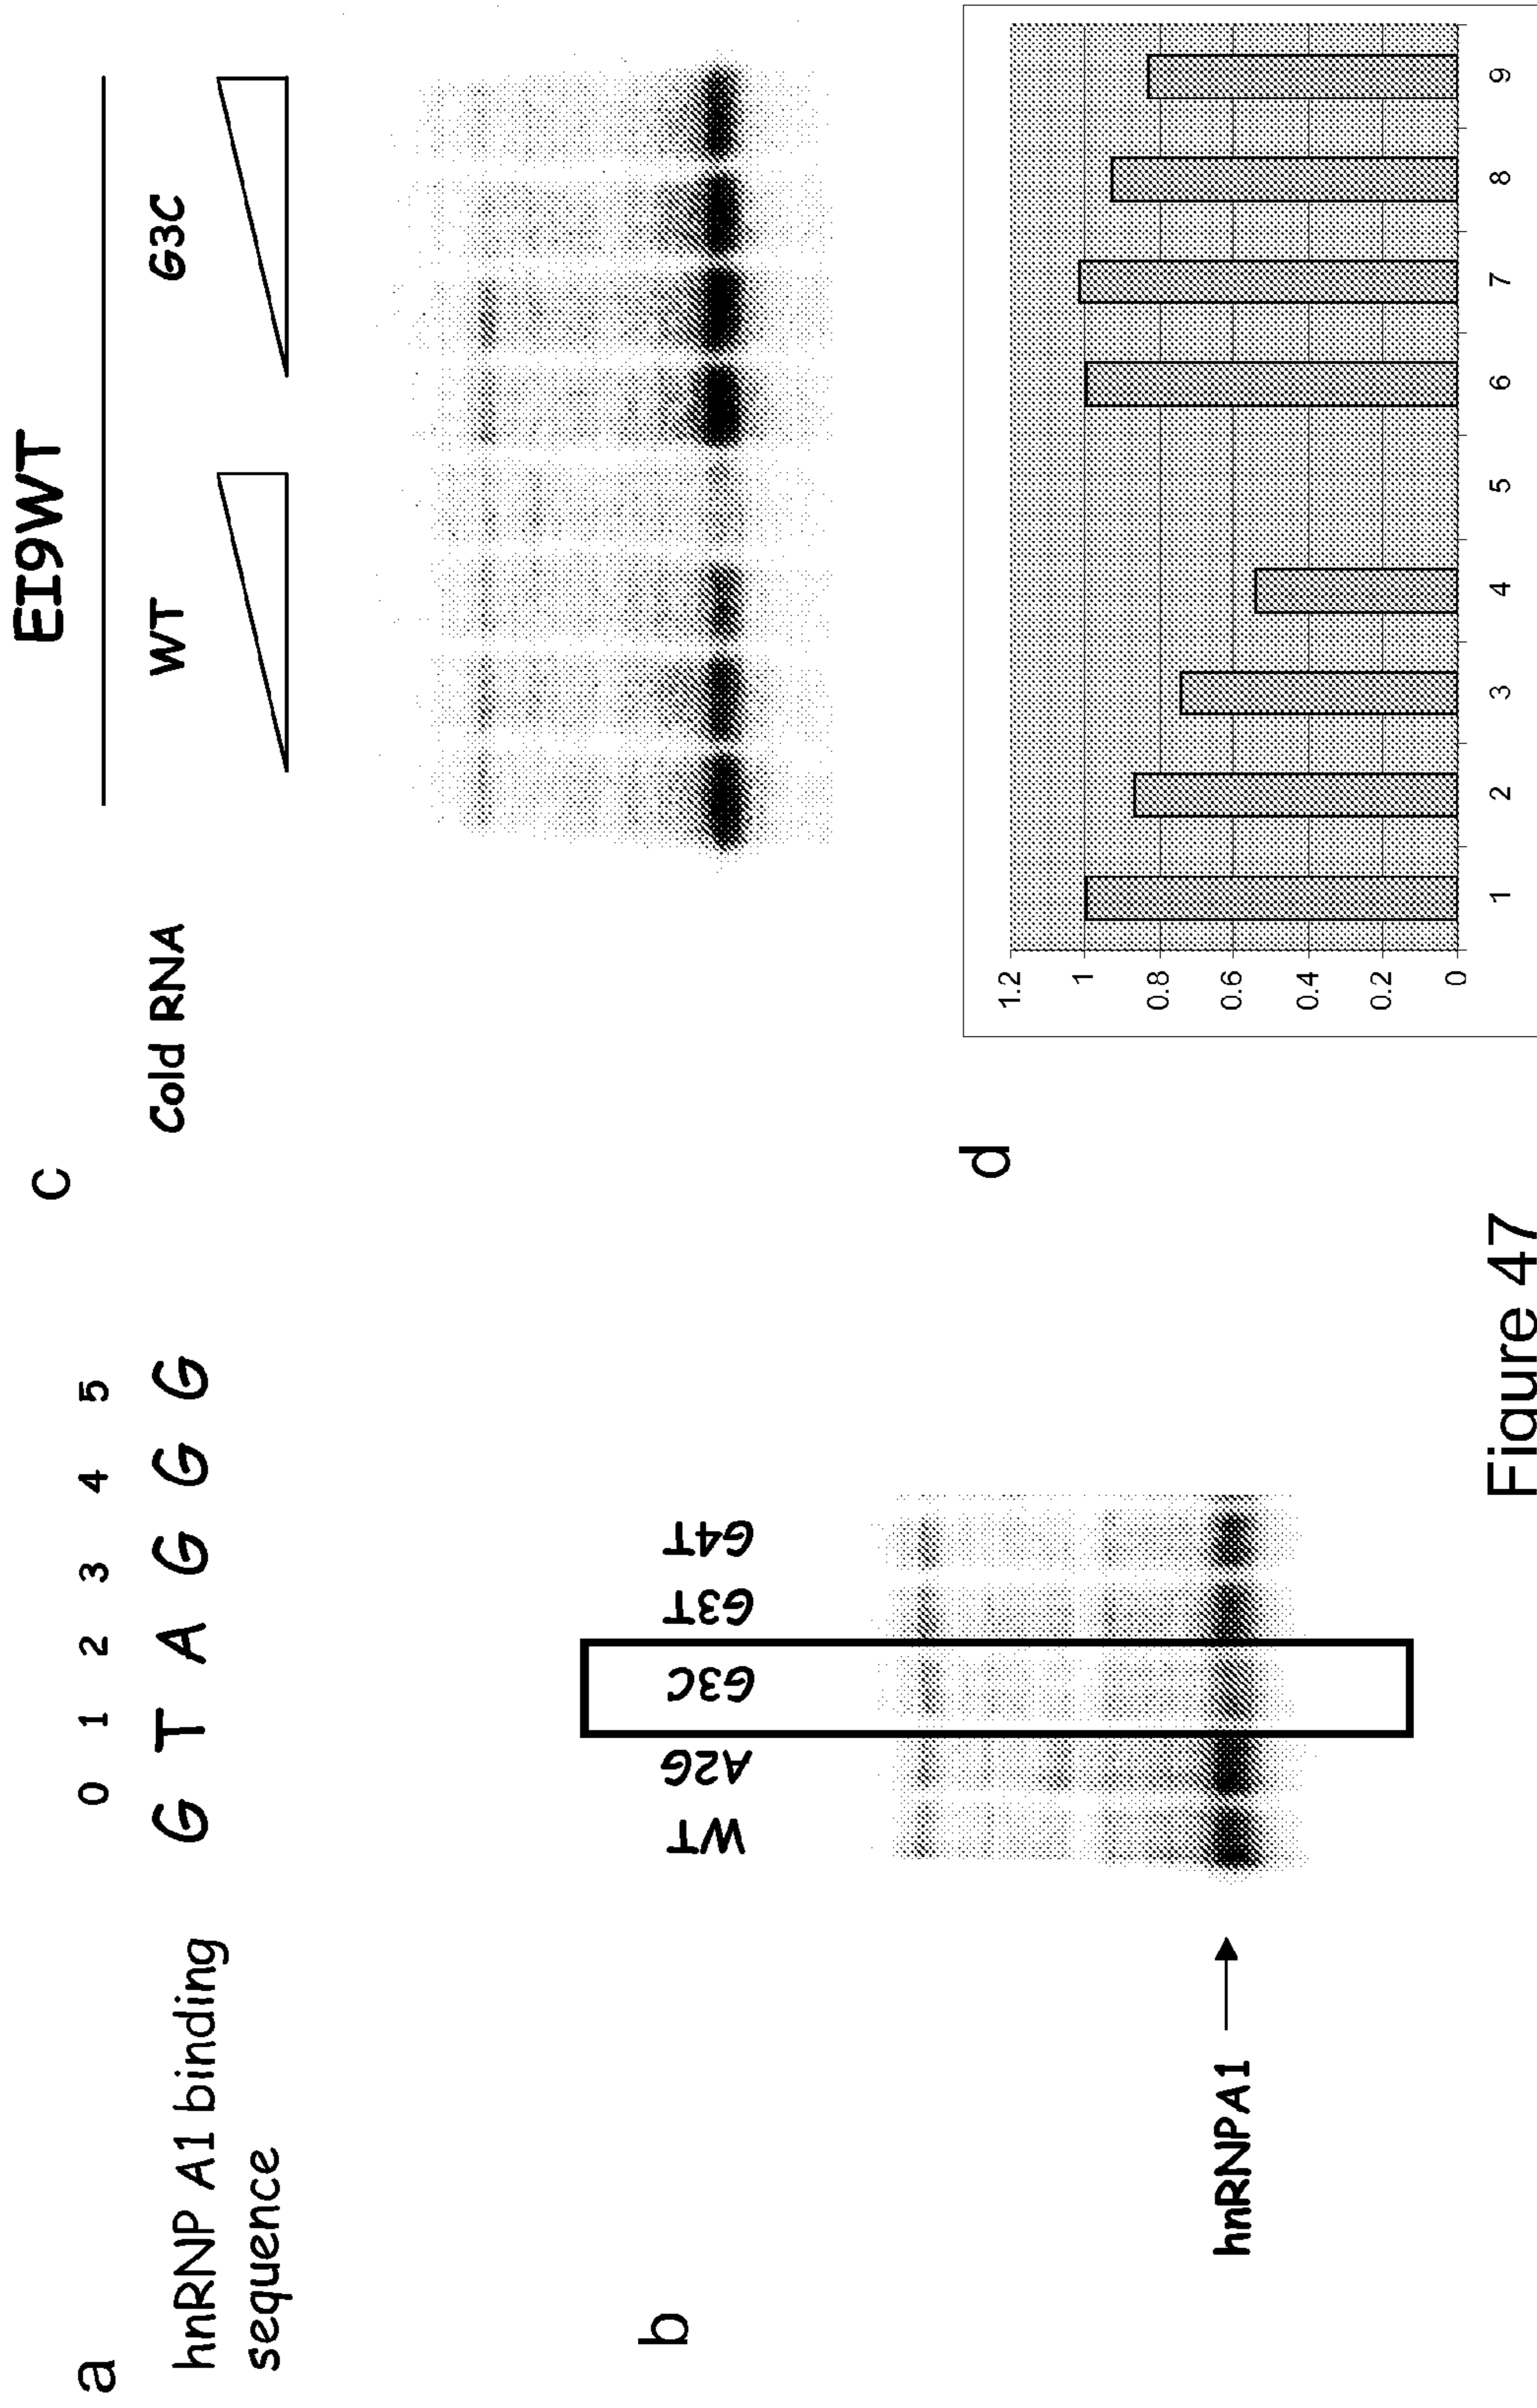 a
0 1 2 3 4 5
hnRNP A1 binding
sequence
G T A G G G
b
WT A2G G3C G3T G4T
hnRNPA1
c
EI9WT
Cold RNA
WT G3C
d
1.2
1
0.8
0.6
0.4
0.2
0
1 2 3 4 5 6 7 8 9
Figure 47